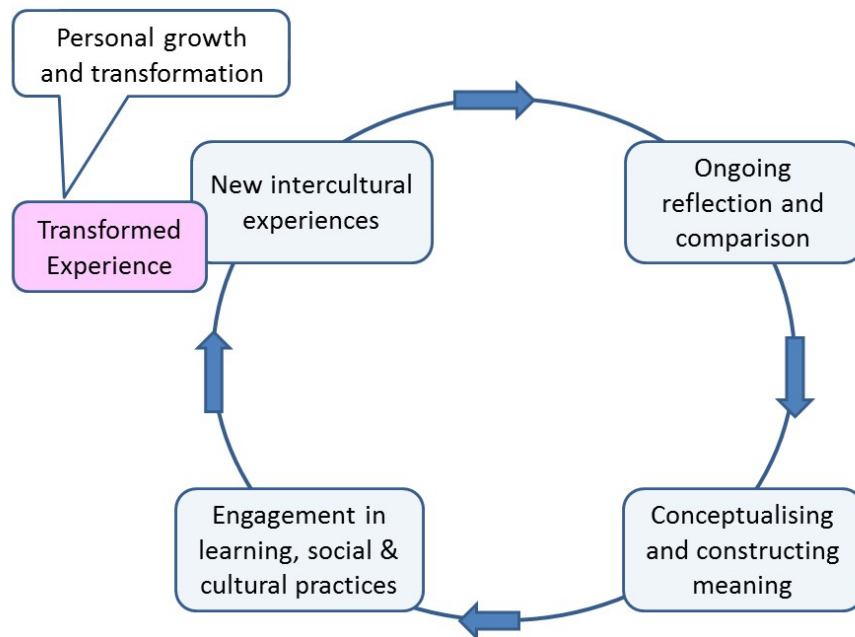 Personal growth
and transformation
Transformed
Experience
New intercultural
experiences
Ongoing
reflection and
comparison
Conceptualising
and constructing
meaning
Engagement in
learning, social &
cultural practices